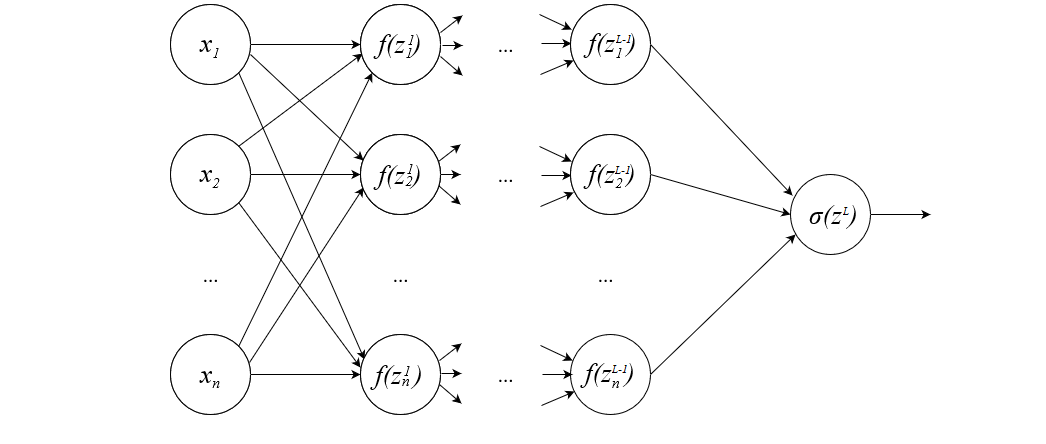 x₁ f(z₁¹) ... f(z₁ᴸ⁻¹)
x₂ f(z₂¹) ... f(z₂ᴸ⁻¹)
σ(zᴸ)
... ... ...
xₙ f(zₙ¹) ... f(zₙᴸ⁻¹)